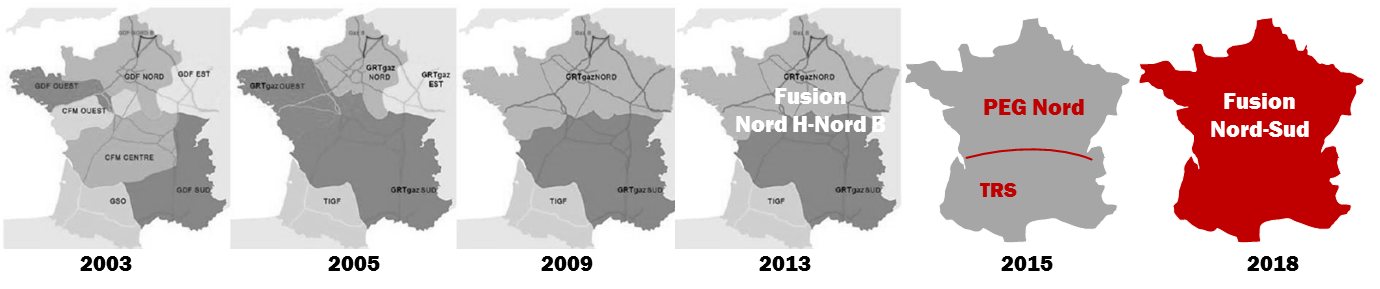 GDF NORD B
GDF NORD
GDF EST
GDF OUEST
CFM OUEST
CFM CENTRE
GDF SUD
GSO
2003
GRTgaz
NORD
GRTgaz
EST
GRTgaz OUEST
GRTgaz SUD
TIGF
2005
GRTgaz NORD
GRTgaz SUD
TIGF
2009
GRTgaz NORD
Fusion
Nord H-Nord B
GRTgaz SUD
TIGF
2013
PEG Nord
TRS
2015
Fusion
Nord-Sud
2018